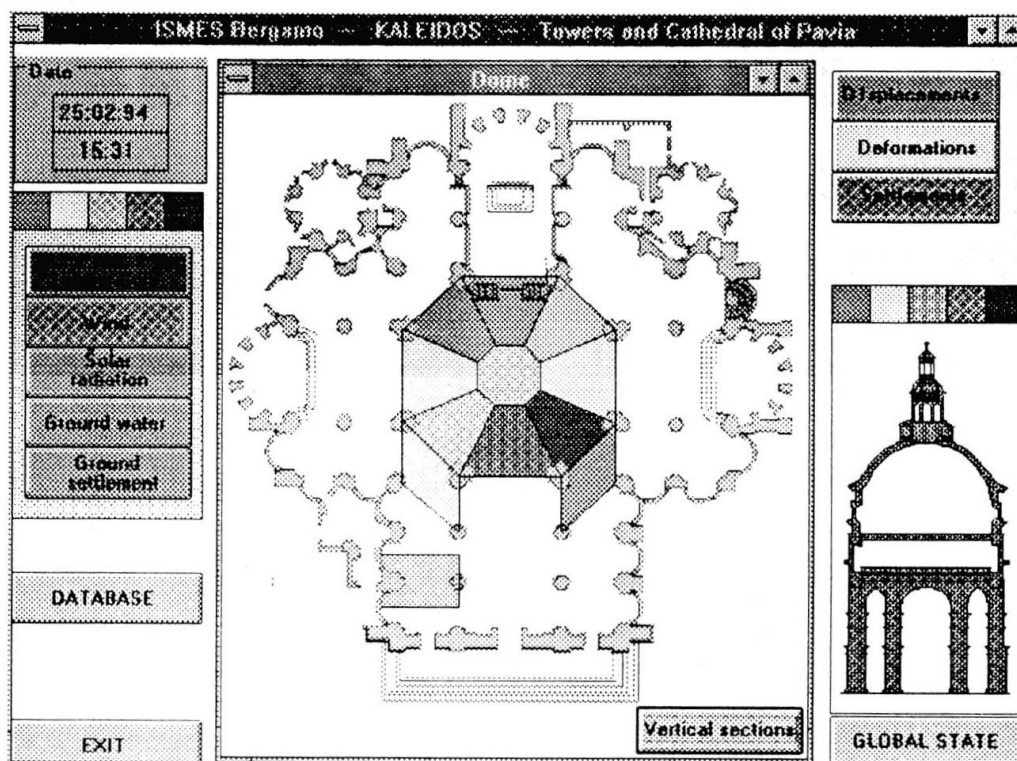 ISMES Bergamo — KALEIDOS — Towers and Cathedral of Pavia
Date
25:02:94
15:31
Wind
Solar
radiation
Ground water
Ground
settlement
DATABASE
EXIT
Dome
Vertical sections
Displacements
Deformations
Settlements
GLOBAL STATE